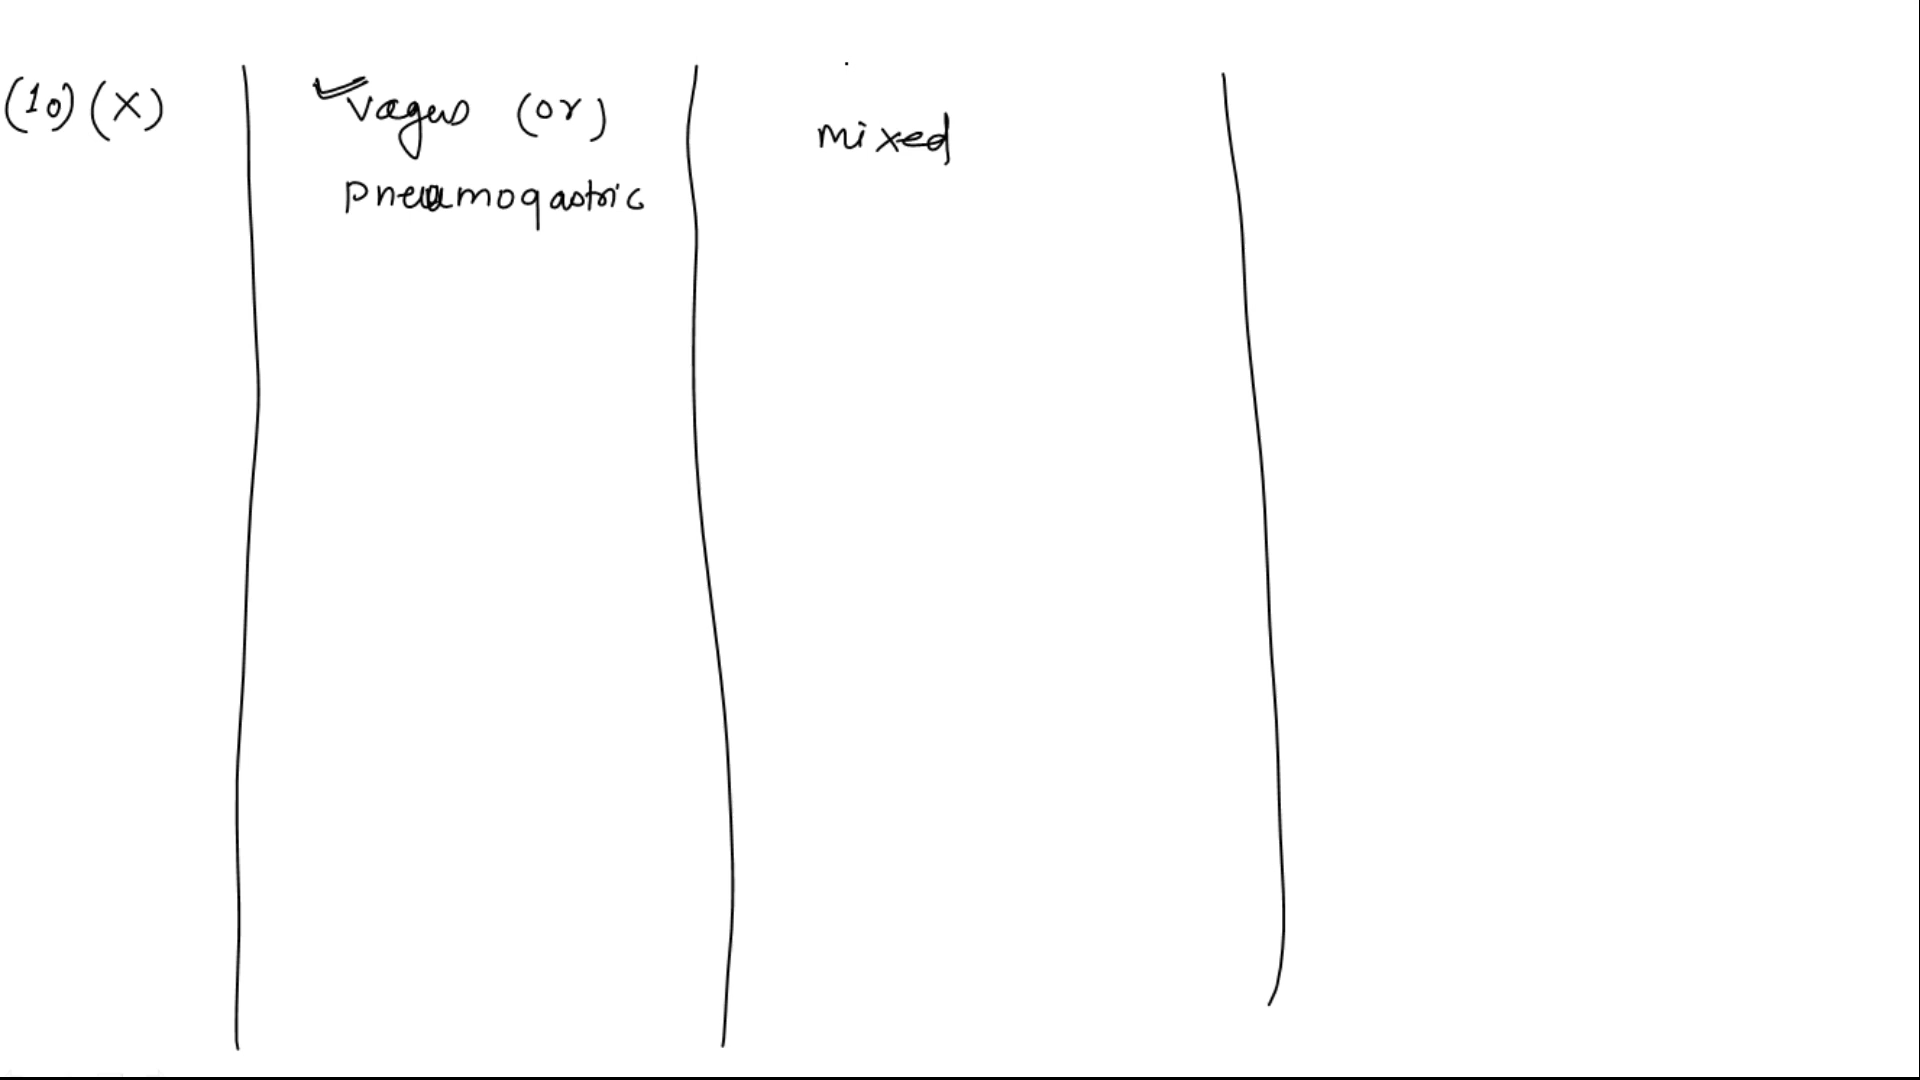 (10) (X) vagus (or) mixed
pneumogastric